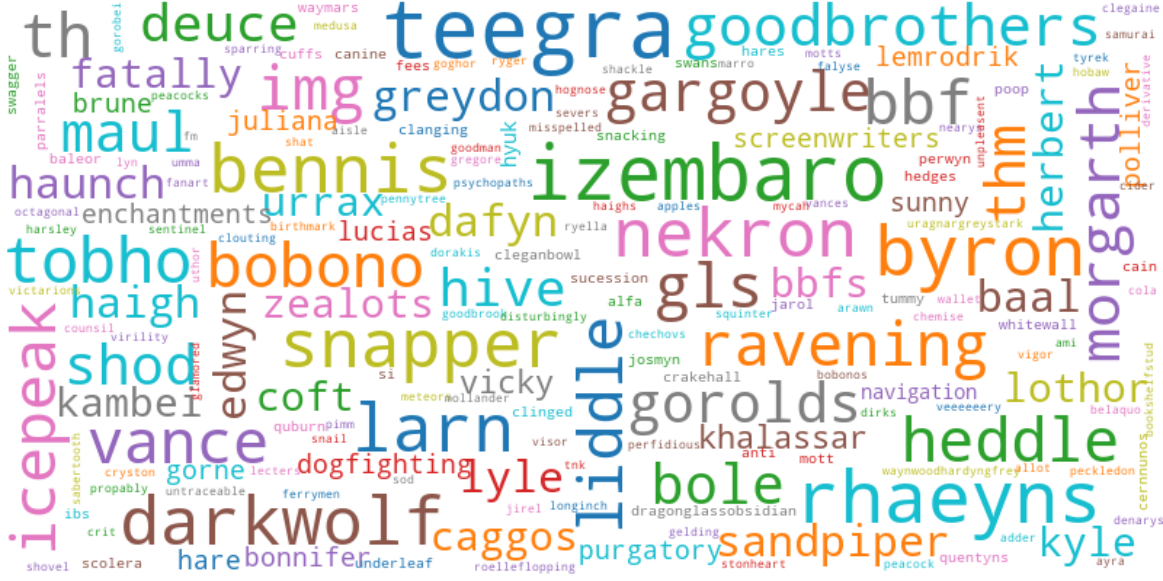 th
gorobei
deuce
waymars
medusa
teegra
goodbrothers
clegaine
samurai
sparring
cuffs
canine
fees
goghor
ryger
shackle
swans
marro
hares
motts
falyse
lemrodrik
tyrek
hobaw
swagger
parralels
fatally
brune
peacocks
img
greydon
hognose
severs
misspelled
gargoyle
bbf
poop
herbert
morgarth
bolliver
derivative
maul
fm
juliana
aisle
shat
clanging
goodman
gregore
hyuk
snacking
screenwriters
nearys
unpleasent
thm
baleor
lyn
umma
fanart
haunch
bennis
psychopaths
izembaro
perwyn
hedges
cider
octagonal
harsley
sentinel
enchantments
urrax
pennytree
birthmark
clouting
lucias
dafyn
ryella
haighs
apples
mycah
vances
sunny
uragnargreystark
tobho
uthor
bobono
dorakis
cleganbowl
nekron
byron
cain
cola
victarions
haigh
zealots
hive
sucession
goodbrook
disturbingly
alfa
gls
bbfs
jarol
squinter
arawn
tummy
wallet
chemise
baal
whitewall
ami
icepeak
counsil
virility
edwyn
snapper
liddle
chechovs
josmyn
ravening
vigor
shod
glamored
si
meteors
mollander
vicky
clinged
crakehall
bobonos
navigation
lothor
bookshelfstud
kamber
coft
quburn
pimm
larn
visor
gorolds
dirks
veeeeeery
belaquo
vance
snail
perfidious
khalassar
anti
mott
heddle
sabertooth
cryston
gorne
lecters
dogfighting
sod
lyle
tnk
waynwoodhardyngfrey
allot
peckledon
cernnunos
propably
untraceable
ferrymen
jirel
longinch
bole
dragonglassobsidian
rhaeyns
denarys
ibs
crit
darkwolf
caggos
gelding
sandpiper
adder
kyle
shovel
scolera
hare
bonnifer
underleaf
roelleflopping
purgatory
stonheart
peacock
quentyns
ayra